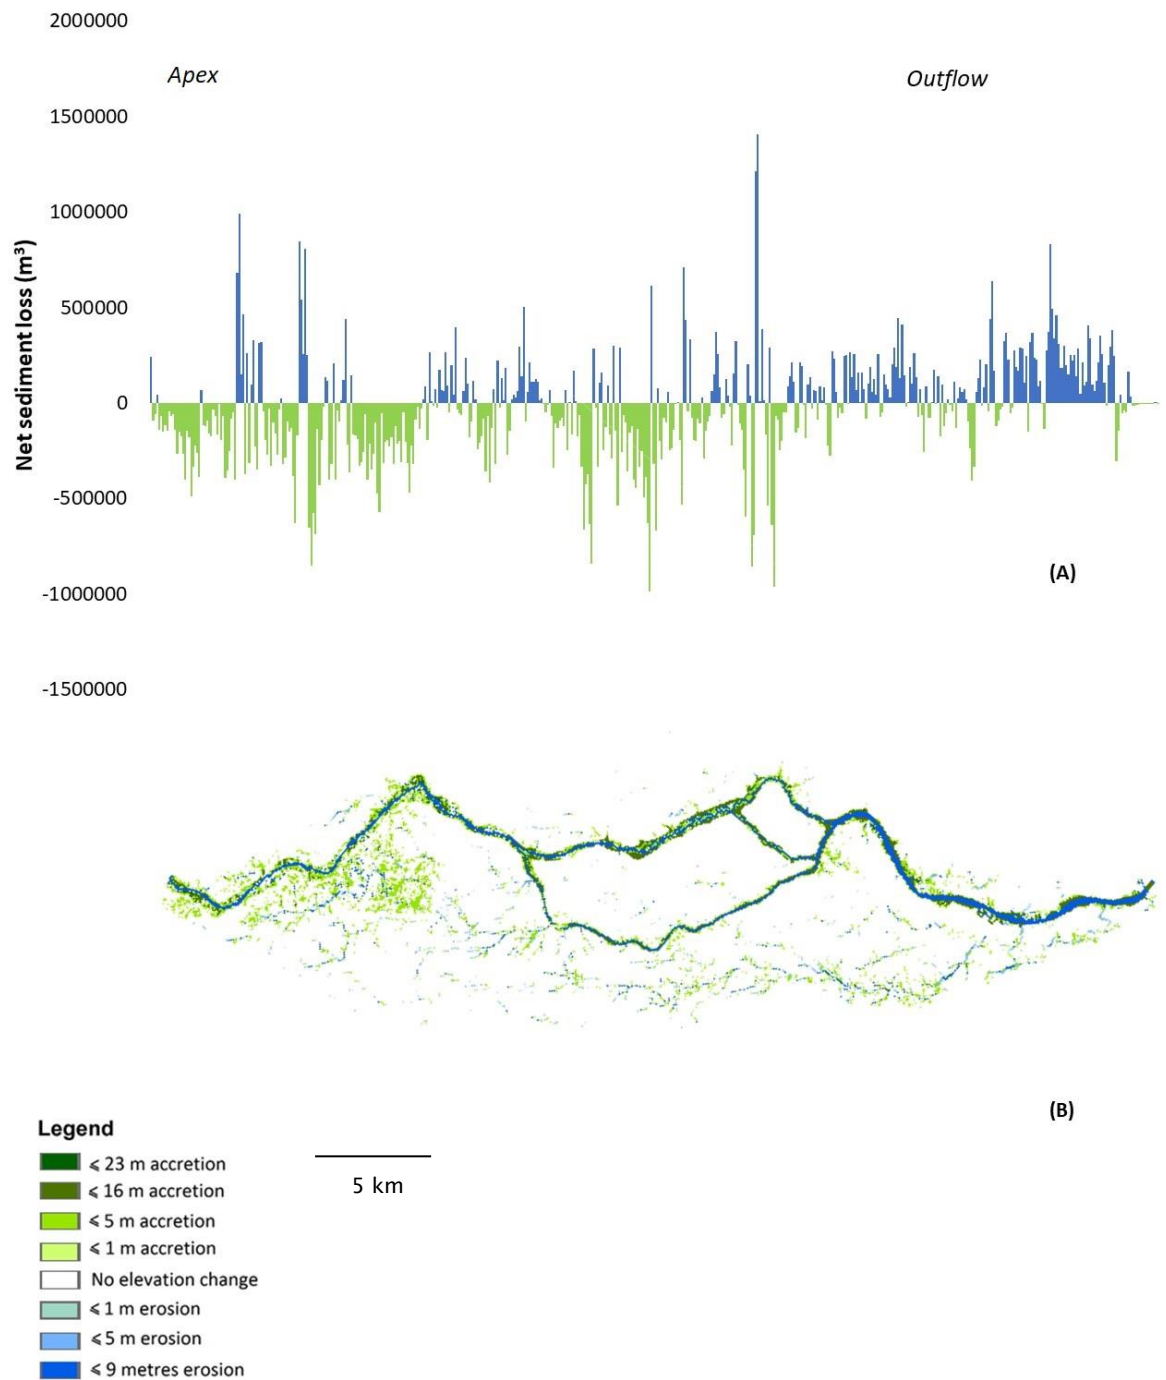 2000000
Apex
Outflow
1500000
1000000
Net sediment loss (m³)
500000
0
-500000
(A)
-1000000
-1500000
(B)
Legend
⩽ 23 m accretion
⩽ 16 m accretion
5 km
⩽ 5 m accretion
⩽ 1 m accretion
No elevation change
⩽ 1 m erosion
⩽ 5 m erosion
⩽ 9 metres erosion